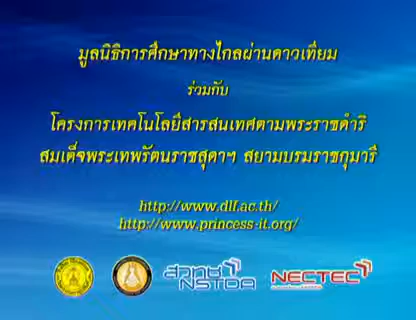 มูลนิธิการศึกษาทางไกลผ่านดาวเทียม
ร่วมกับ
โครงการเทคโนโลยีสารสนเทศตามพระราชดำริ
สมเด็จพระเทพรัตนราชสุดาฯ สยามบรมราชกุมารี
http://www.dlf.ac.th/
http://www.princess-it.org/
สวทช
NSTDA
NECTEC